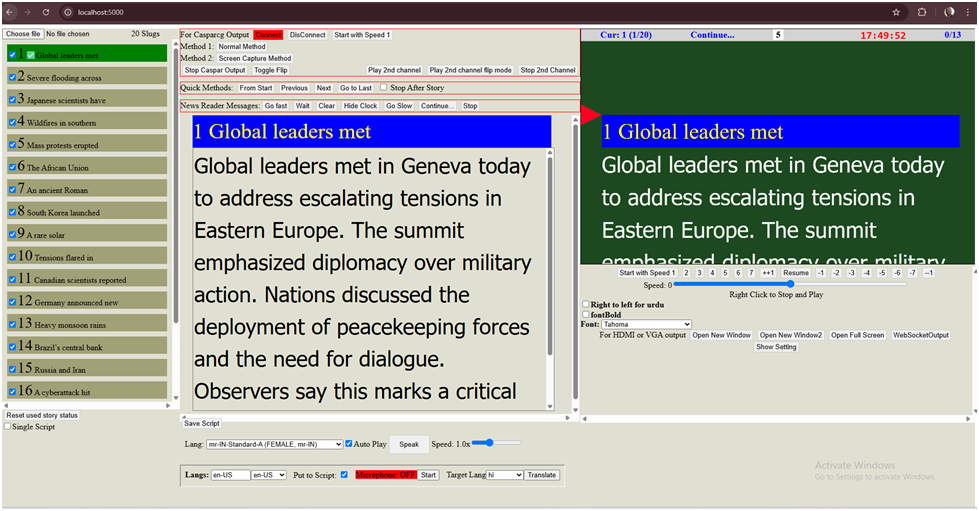 localhost:5000
Choose file No file chosen 20 Slugs
1 Global leaders met
2 Severe flooding across
3 Japanese scientists have
4 Wildfires in southern
5 Mass protests erupted
6 The African Union
7 An ancient Roman
8 South Korea launched
9 A rare solar
10 Tensions flared in
11 Canadian scientists reported
12 Germany announced new
13 Heavy monsoon rains
14 Brazil's central bank
15 Russia and Iran
16 A cyberattack hit
Reset used story status
Single Script
For Casparcg Output Connect DisConnect Start with Speed 1
Method 1: Normal Method
Method 2: Screen Capture Method
Stop Caspar Output Toggle Flip Play 2nd channel Play 2nd channel flip mode Stop 2nd Channel
Quick Methods: From Start Previous Next Go to Last Stop After Story
News Reader Messages: Go fast Wait Clear Hide Clock Go Slow Continue... Stop
1 Global leaders met
Global leaders met in Geneva today
to address escalating tensions in
Eastern Europe. The summit
emphasized diplomacy over military
action. Nations discussed the
deployment of peacekeeping forces
and the need for dialogue.
Observers say this marks a critical
Save Script
Lang: mr-IN-Standard-A (FEMALE, mr-IN) Auto Play Speak Speed: 1.0x
Langs: en-US en-US Put to Script: Microphone: OFF Start Target Lang hi Translate
Cur: 1 (1/20) Continue... 5 17:49:52 0/13
1 Global leaders met
Global leaders met in Geneva today
to address escalating tensions in
Eastern Europe. The summit
emphasized diplomacy over military
Start with Speed 1 2 3 4 5 6 7 ++1 Resume -1 -2 -3 -4 -5 -6 -7 --1
Speed: 0
Right Click to Stop and Play
Right to left for urdu
fontBold
Font: Tahoma
For HDMI or VGA output Open New Window Open New Window2 Open Full Screen WebSocketOutput
Show Setting
Activate Windows
Go to Settings to activate Windows.